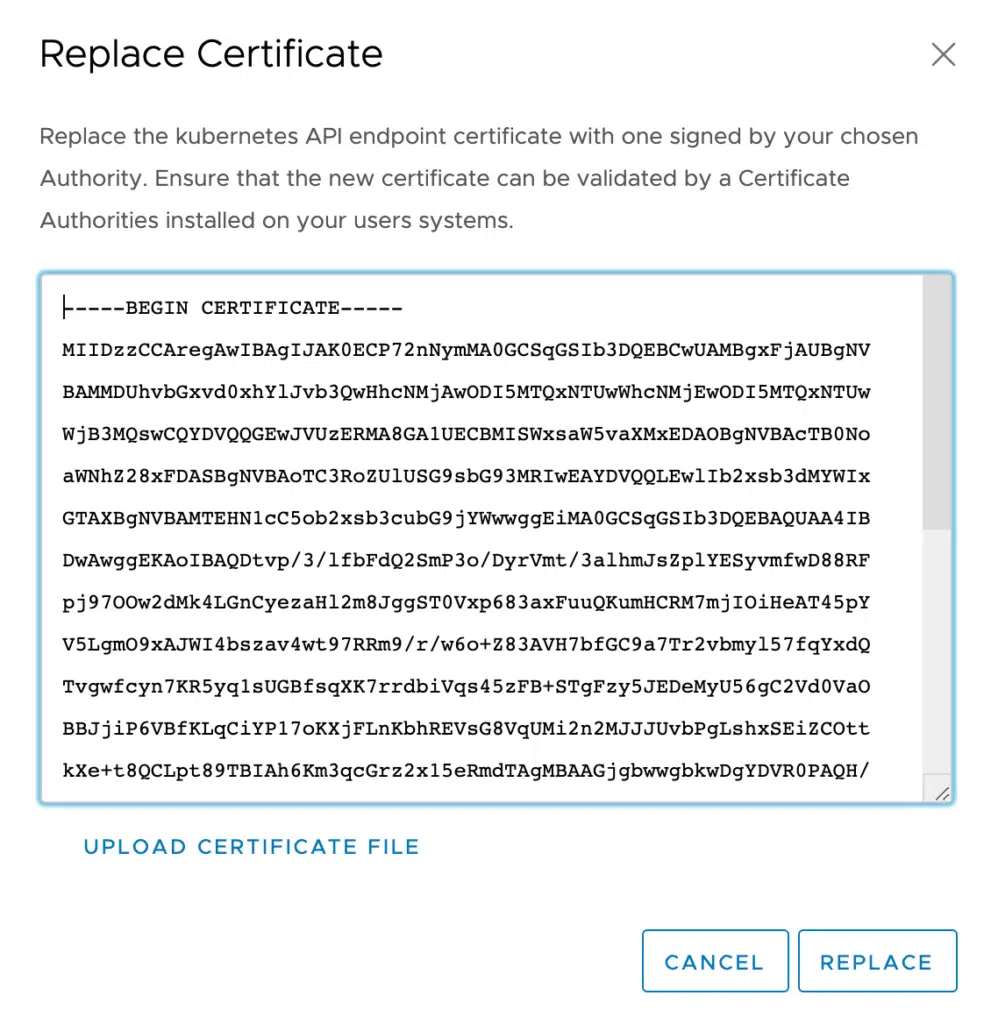 Replace Certificate
Replace the kubernetes API endpoint certificate with one signed by your chosen
Authority. Ensure that the new certificate can be validated by a Certificate
Authorities installed on your users systems.
-----BEGIN CERTIFICATE-----
MIIDzzCCAregAwIBAgIJAK0ECP72nNymMA0GCSqGSIb3DQEBCwUAMBgxFjAUBgNV
BAMMDUhvbGxvd0xhYlJvb3QwHhcNMjAwODI5MTQxNTUwWhcNMjEwODI5MTQxNTUw
WjB3MQswCQYDVQQGEwJVUzERMA8GA1UECBMISWxsaW5vaXMxEDAOBgNVBAcTB0No
aWNhZ28xFDASBgNVBAoTC3RoZUlUSG9sbG93MRIwEAYDVQQLEwlIb2xsb3dMYWIx
GTAXBgNVBAMTEHN1cC5ob2xsb3cubG9jYWwwggEiMA0GCSqGSIb3DQEBAQUAA4IB
DwAwggEKAoIBAQDtvp/3/lfbFdQ2SmP3o/DyrVmt/3alhmJsZplYESyvmfwD88RF
pj97OOw2dMk4LGnCyezaHl2m8JggST0Vxp683axFuuQKumHCRM7mjIOiHeAT45pY
V5LgmO9xAJWI4bszav4wt97RRm9/r/w6o+Z83AVH7bfGC9a7Tr2vbmyl57fqYxdQ
Tvgwfcyn7KR5yq1sUGBfsqXK7rrdbiVqs45zFB+STgFzy5JEDeMyU56gC2Vd0VaO
BBJjiP6VBfKLqCiYP17oKXjFLnKbhREVsG8VqUMi2n2MJJJUvbPgLshxSEiZCOtt
kXe+t8QCLpt89TBIAh6Km3qcGrz2x15eRmdTAgMBAAGjgbwwgbkwDgYDVR0PAQH/
UPLOAD CERTIFICATE FILE
CANCEL
REPLACE